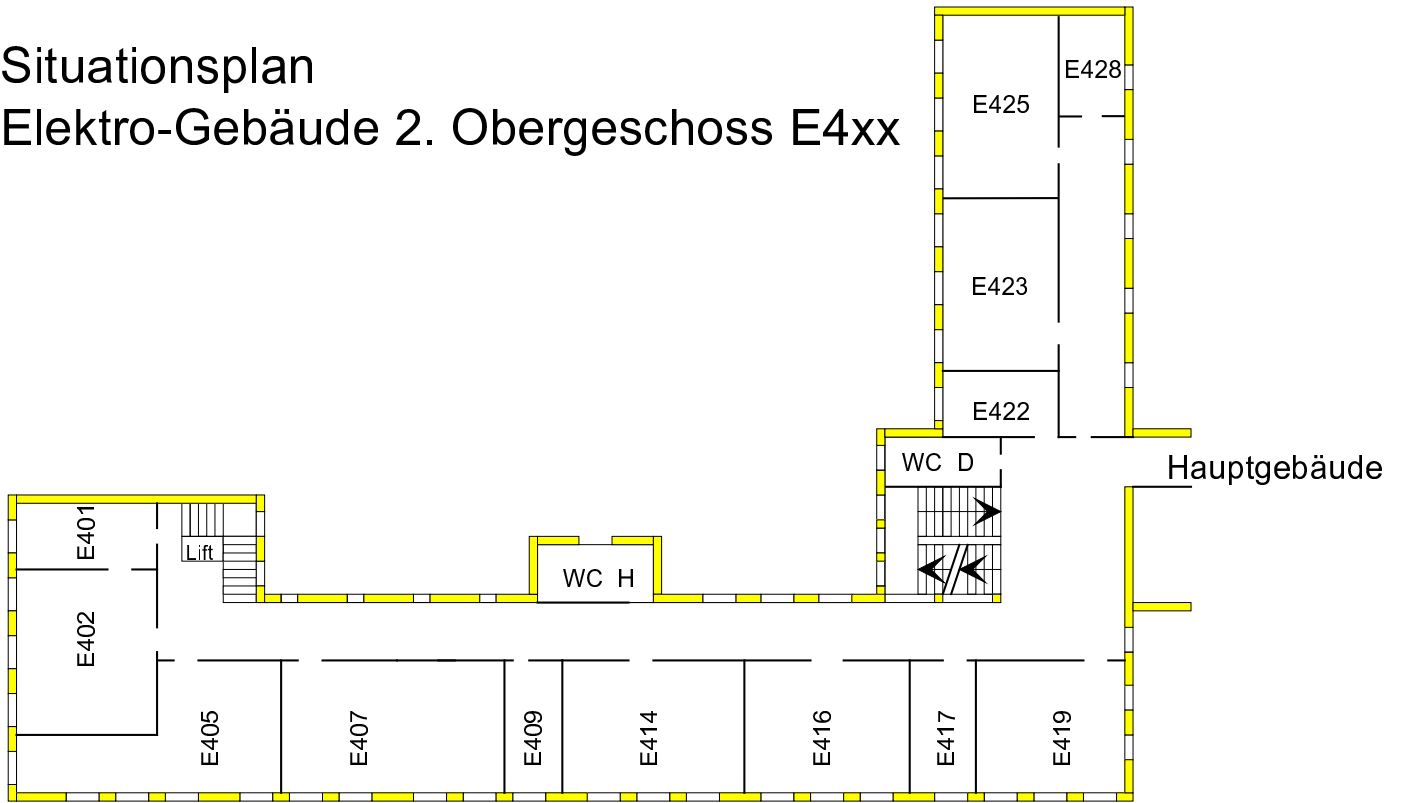 Situationsplan
Elektro-Gebäude 2. Obergeschoss E4xx
E428
E425
E423
E422
WC D
Hauptgebäude
E401
Lift
WC H
E402
E405
E407
E409
E414
E416
E417
E419